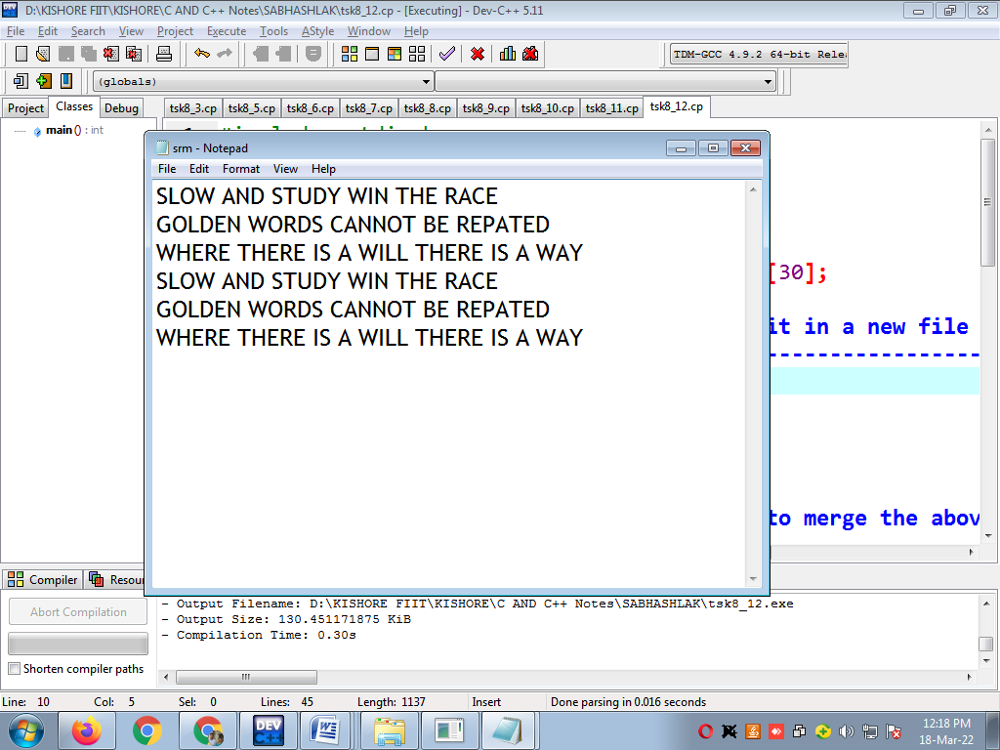 D:\KISHORE FIIT\KISHORE\C AND C++ Notes\SABHASHLAK\tsk8_12.cp - [Executing] - Dev-C++ 5.11
File Edit Search View Project Execute Tools AStyle Window Help
TDM-GCC 4.9.2 64-bit Relea
(globals)
Project Classes Debug
tsk8_3.cp tsk8_5.cp tsk8_6.cp tsk8_7.cp tsk8_8.cp tsk8_9.cp tsk8_10.cp tsk8_11.cp tsk8_12.cp
main () : int
srm - Notepad
File Edit Format View Help
SLOW AND STUDY WIN THE RACE
GOLDEN WORDS CANNOT BE REPATED
WHERE THERE IS A WILL THERE IS A WAY
SLOW AND STUDY WIN THE RACE
GOLDEN WORDS CANNOT BE REPATED
WHERE THERE IS A WILL THERE IS A WAY
[30];
it in a new file
-----------------
to merge the abov
Compiler Resou
Abort Compilation
Shorten compiler paths
- Output Filename: D:\KISHORE FIIT\KISHORE\C AND C++ Notes\SABHASHLAK\tsk8_12.exe
- Output Size: 130.451171875 KiB
- Compilation Time: 0.30s
Line: 10 Col: 5 Sel: 0 Lines: 45 Length: 1137 Insert Done parsing in 0.016 seconds
DEV C++
12:18 PM
18-Mar-22